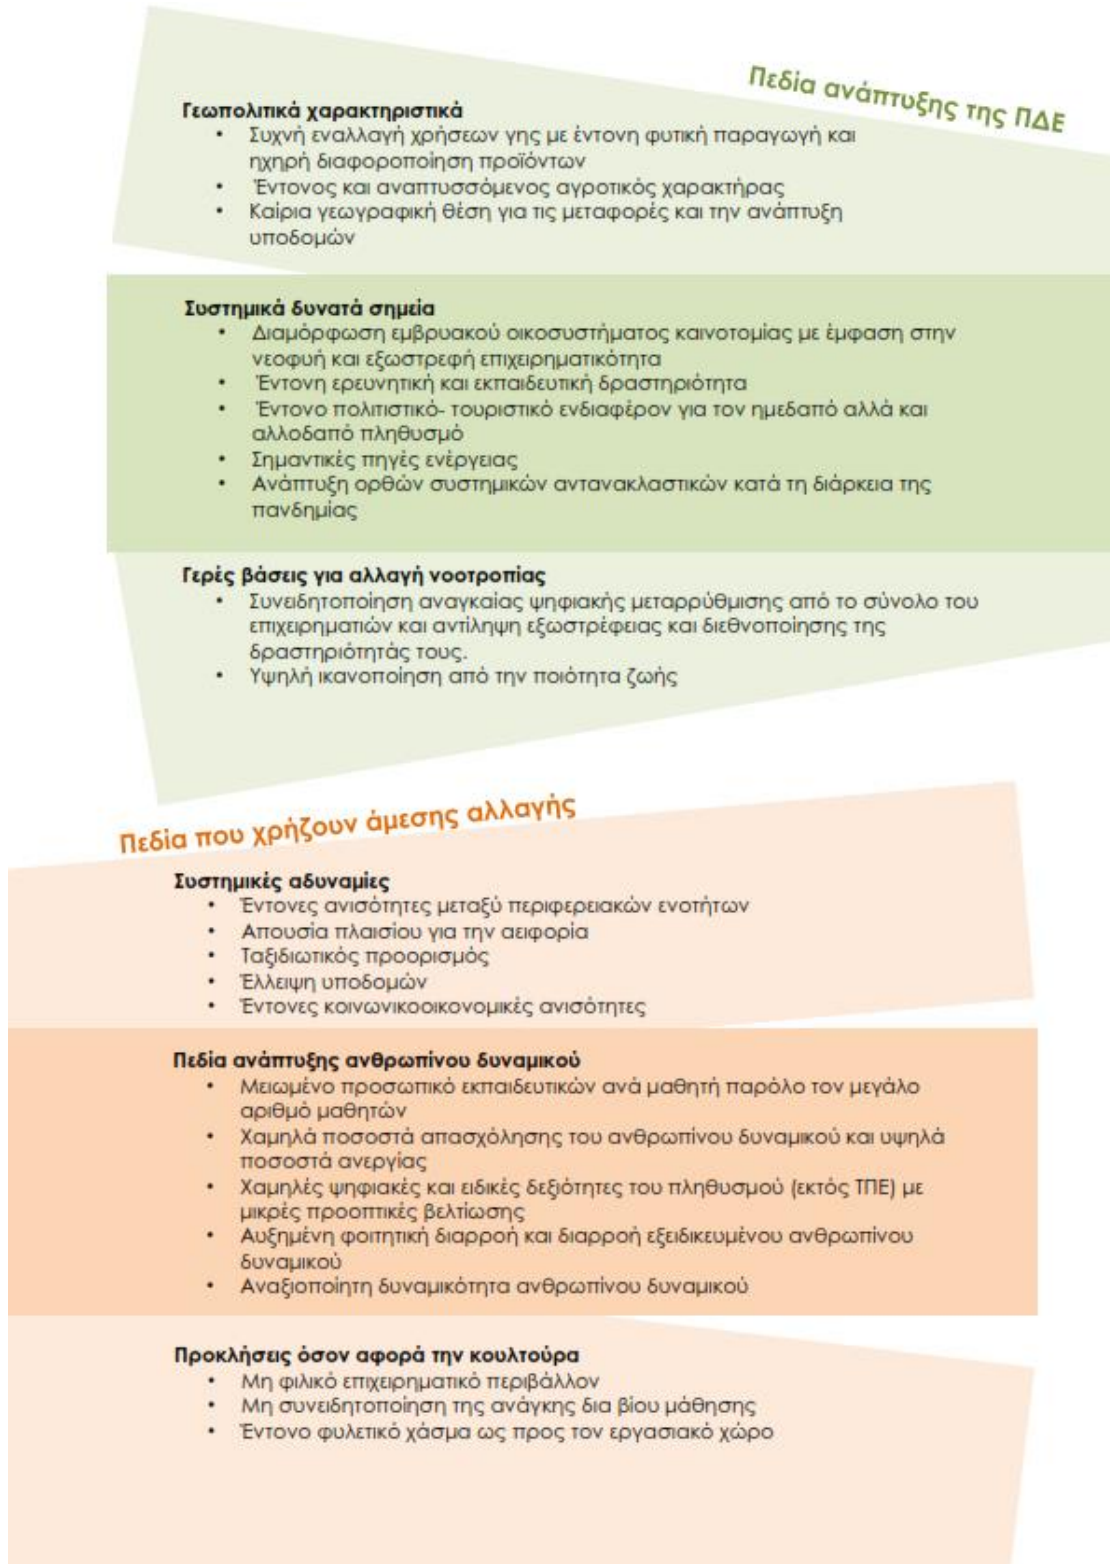 Πεδία ανάπτυξης της ΠΔΕ
Γεωπολιτικά χαρακτηριστικά
• Συχνή εναλλαγή χρήσεων γης με έντονη φυτική παραγωγή και
ηχηρή διαφοροποίηση προϊόντων
• Έντονος και αναπτυσσόμενος αγροτικός χαρακτήρας
• Καίρια γεωγραφική θέση για τις μεταφορές και την ανάπτυξη
υποδομών
Συστημικά δυνατά σημεία
• Διαμόρφωση εμβρυακού οικοσυστήματος καινοτομίας με έμφαση στην
νεοφυή και εξωστρεφή επιχειρηματικότητα
• Έντονη ερευνητική και εκπαιδευτική δραστηριότητα
• Έντονο πολιτιστικό- τουριστικό ενδιαφέρον για τον ημεδαπό αλλά και
αλλοδαπό πληθυσμό
• Σημαντικές πηγές ενέργειας
• Ανάπτυξη ορθών συστημικών αντανακλαστικών κατά τη διάρκεια της
πανδημίας
Γερές βάσεις για αλλαγή νοοτροπίας
• Συνειδητοποίηση αναγκαίας ψηφιακής μεταρρύθμισης από το σύνολο του
επιχειρηματιών και αντίληψη εξωστρέφειας και διεθνοποίησης της
δραστηριότητάς τους.
• Υψηλή ικανοποίηση από την ποιότητα ζωής
Πεδία που χρήζουν άμεσης αλλαγής
Συστημικές αδυναμίες
• Έντονες ανισότητες μεταξύ περιφερειακών ενοτήτων
• Απουσία πλαισίου για την αειφορία
• Ταξιδιωτικός προορισμός
• Έλλειψη υποδομών
• Έντονες κοινωνικοοικονομικές ανισότητες
Πεδία ανάπτυξης ανθρωπίνου δυναμικού
• Μειωμένο προσωπικό εκπαιδευτικών ανά μαθητή παρόλο τον μεγάλο
αριθμό μαθητών
• Χαμηλά ποσοστά απασχόλησης του ανθρωπίνου δυναμικού και υψηλά
ποσοστά ανεργίας
• Χαμηλές ψηφιακές και ειδικές δεξιότητες του πληθυσμού (εκτός ΤΠΕ) με
μικρές προοπτικές βελτίωσης
• Αυξημένη φοιτητική διαρροή και διαρροή εξειδικευμένου ανθρωπίνου
δυναμικού
• Αναξιοποίητη δυναμικότητα ανθρωπίνου δυναμικού
Προκλήσεις όσον αφορά την κουλτούρα
• Μη φιλικό επιχειρηματικό περιβάλλον
• Μη συνειδητοποίηση της ανάγκης δια βίου μάθησης
• Έντονο φυλετικό χάσμα ως προς τον εργασιακό χώρο